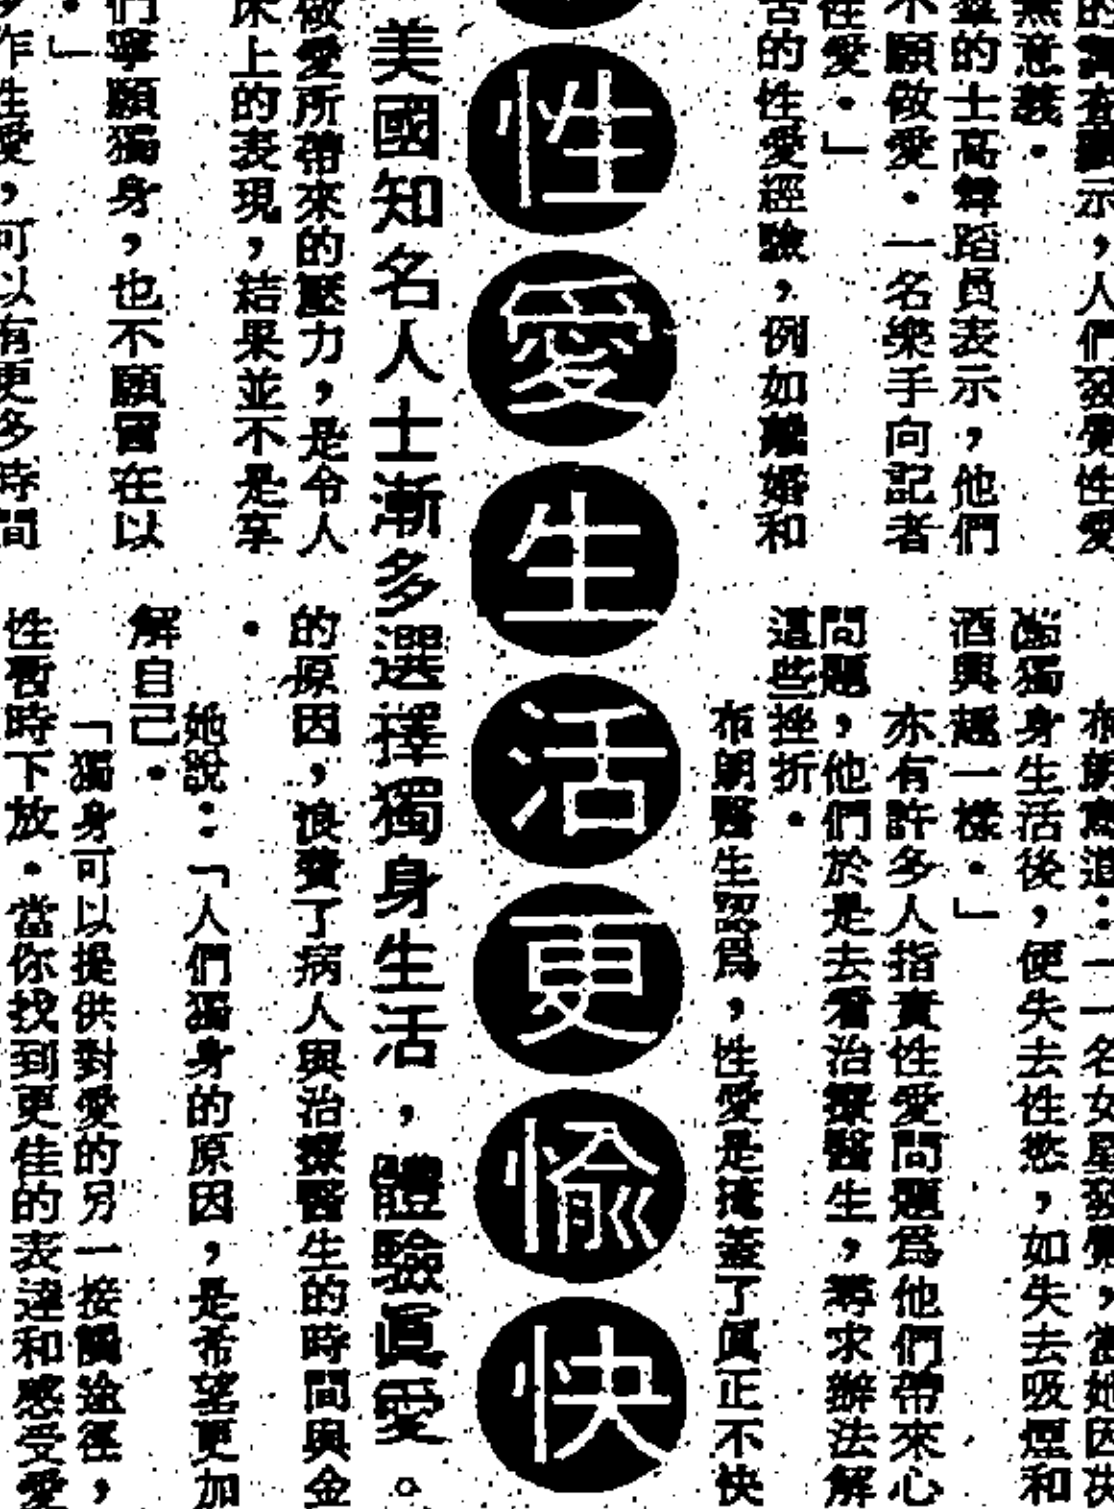 的調查顯示，人們發覺性愛
無意義．
的士高舞蹈員表示，他們
不願做愛．一名樂手向記者
性愛．」
苦的性愛經驗，例如離婚和
布朗寫道：「一名女星發覺，當她因決
獨身生活後，便失去性慾，如失去吸煙和
酒興趣一樣．」
亦有許多人指責性愛問題爲他們帶來心
問題，他們於是去看治療醫生，尋求辦法解
這些挫折．
布朗醫生認爲，性愛是掩蓋了眞正不快
性愛生活更愉快
美國知名人士漸多選擇獨身生活，體驗眞愛。
做愛所帶來的壓力，是令人
床上的表現，結果並不是享
們寧願獨身，也不願冒在以
．」
多作性愛，可以有更多時間
的原因，浪費了病人與治療醫生的時間與金
．
她說：「人們獨身的原因，是希望更加
解自己．
「獨身可以提供對愛的另一接觸途徑，
性暫時下放．當你找到更佳的表達和感受愛